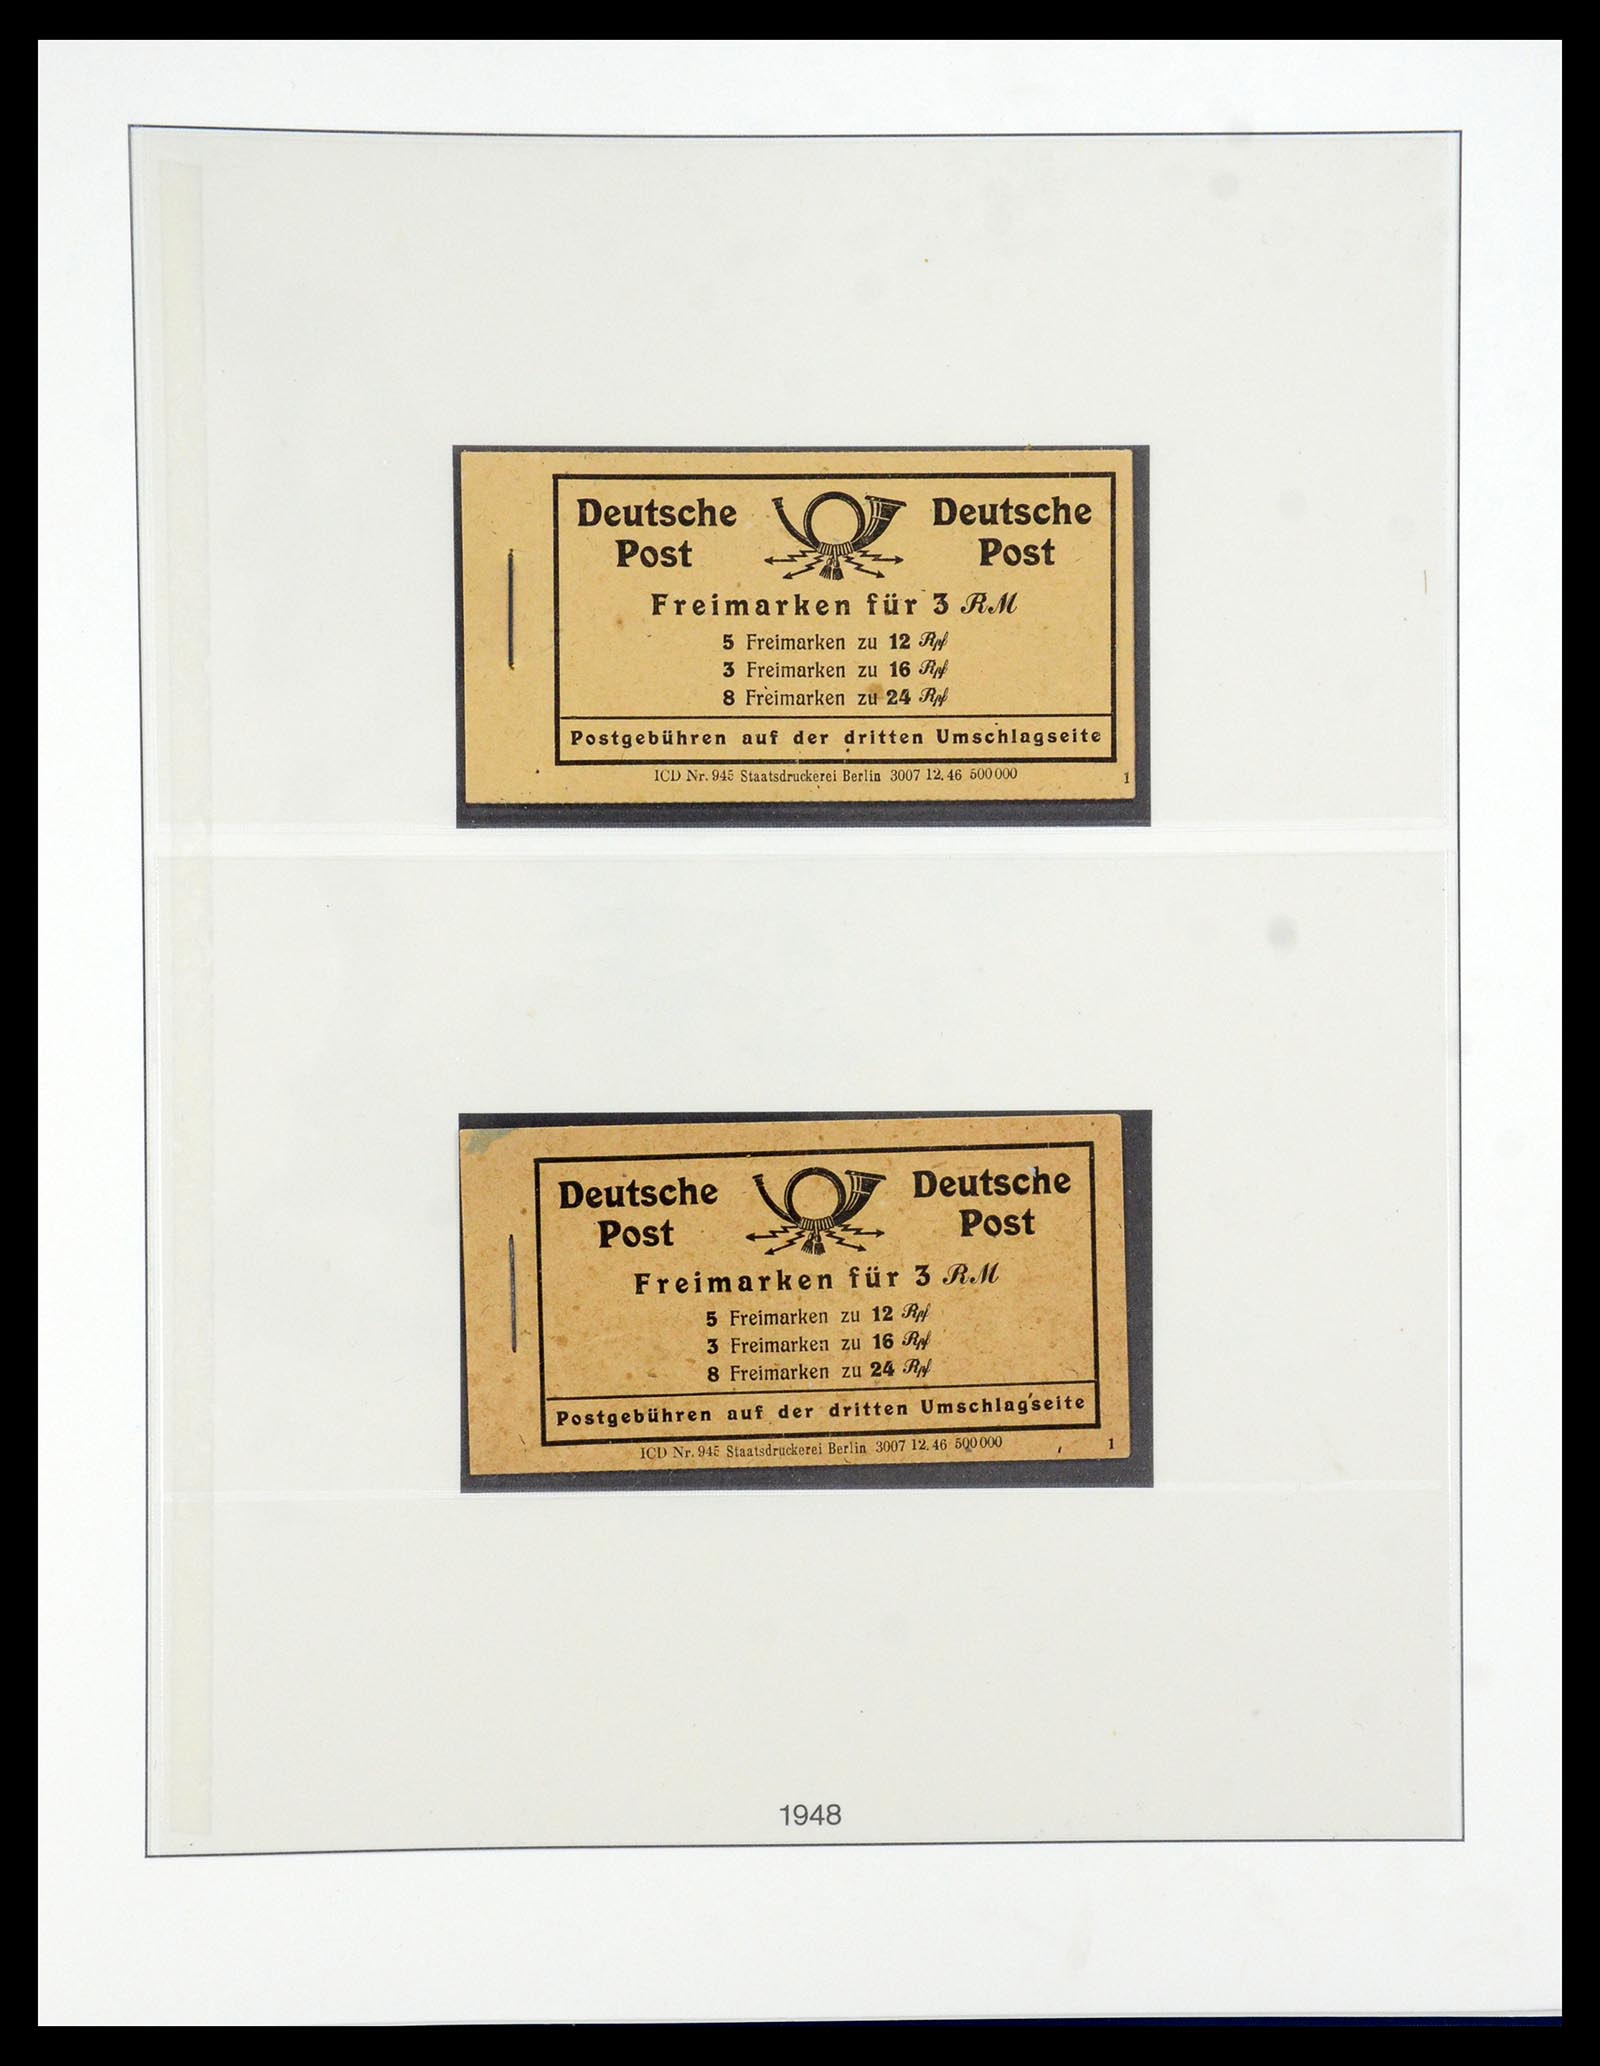 Deutsche Post
Deutsche Post
Freimarken für 3 RM
5 Freimarken zu 12 Rpf
3 Freimarken zu 16 Rpf
8 Freimarken zu 24 Rpf
Postgebühren auf der dritten Umschlagseite
ICD Nr. 945 Staatsdruckerei Berlin 3007 12.46 500000
1
Deutsche Post
Deutsche Post
Freimarken für 3 RM
5 Freimarken zu 12 Rpf
3 Freimarken zu 16 Rpf
8 Freimarken zu 24 Rpf
Postgebühren auf der dritten Umschlagseite
ICD Nr. 945 Staatsdruckerei Berlin 3007 12.46 500000
1
1948